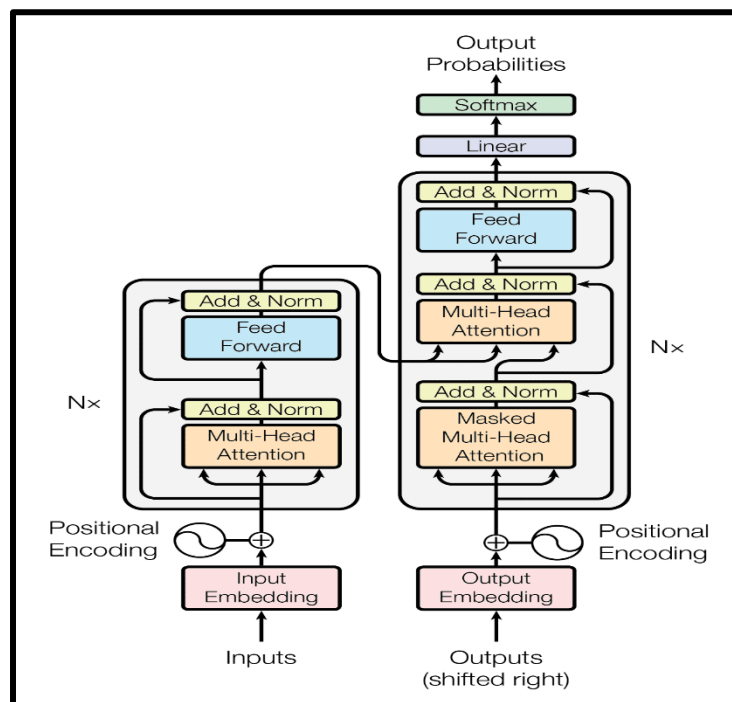 Output
Probabilities
Softmax
Linear
Add & Norm
Feed
Forward
Add & Norm
Multi-Head
Attention
Add & Norm
Masked
Multi-Head
Attention
Nx
Add & Norm
Feed
Forward
Add & Norm
Multi-Head
Attention
Nx
Positional
Encoding
Positional
Encoding
Input
Embedding
Output
Embedding
Inputs
Outputs
(shifted right)